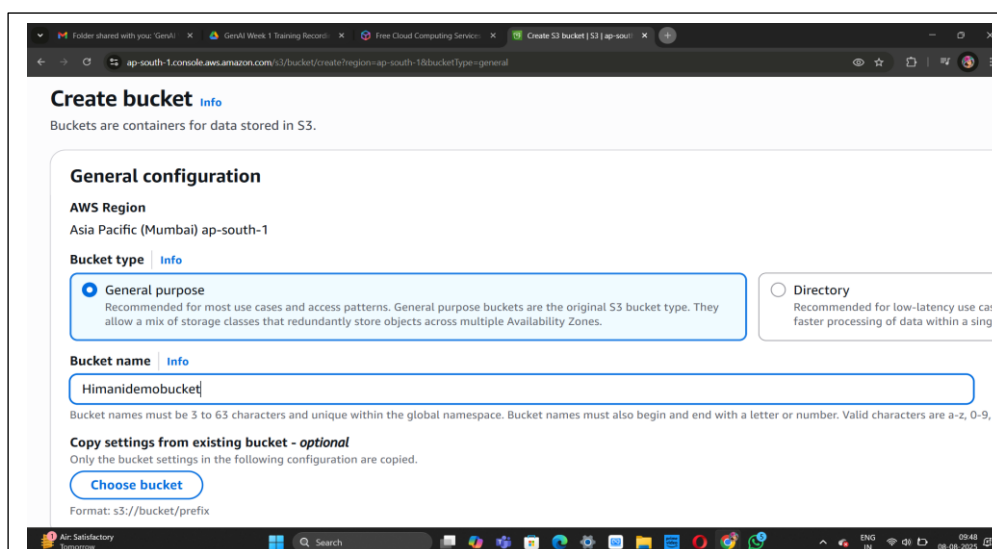 Folder shared with you: 'GenAI
GenAI Week 1 Training Record
Free Cloud Computing Service
Create S3 bucket | S3 | ap-sout
ap-south-1.console.aws.amazon.com/s3/bucket/create?region=ap-south-1&bucketType=general
Create bucket Info
Buckets are containers for data stored in S3.
General configuration
AWS Region
Asia Pacific (Mumbai) ap-south-1
Bucket type Info
General purpose
Recommended for most use cases and access patterns. General purpose buckets are the original S3 bucket type. They
allow a mix of storage classes that redundantly store objects across multiple Availability Zones.
Directory
Recommended for low-latency use cas
faster processing of data within a sing
Bucket name Info
Himanidemobucket
Bucket names must be 3 to 63 characters and unique within the global namespace. Bucket names must also begin and end with a letter or number. Valid characters are a-z, 0-9,
Copy settings from existing bucket - optional
Only the bucket settings in the following configuration are copied.
Choose bucket
Format: s3://bucket/prefix
1
Air: Satisfactory
Tomorrow
Search
ENG
IN
09:48
08-08-2025